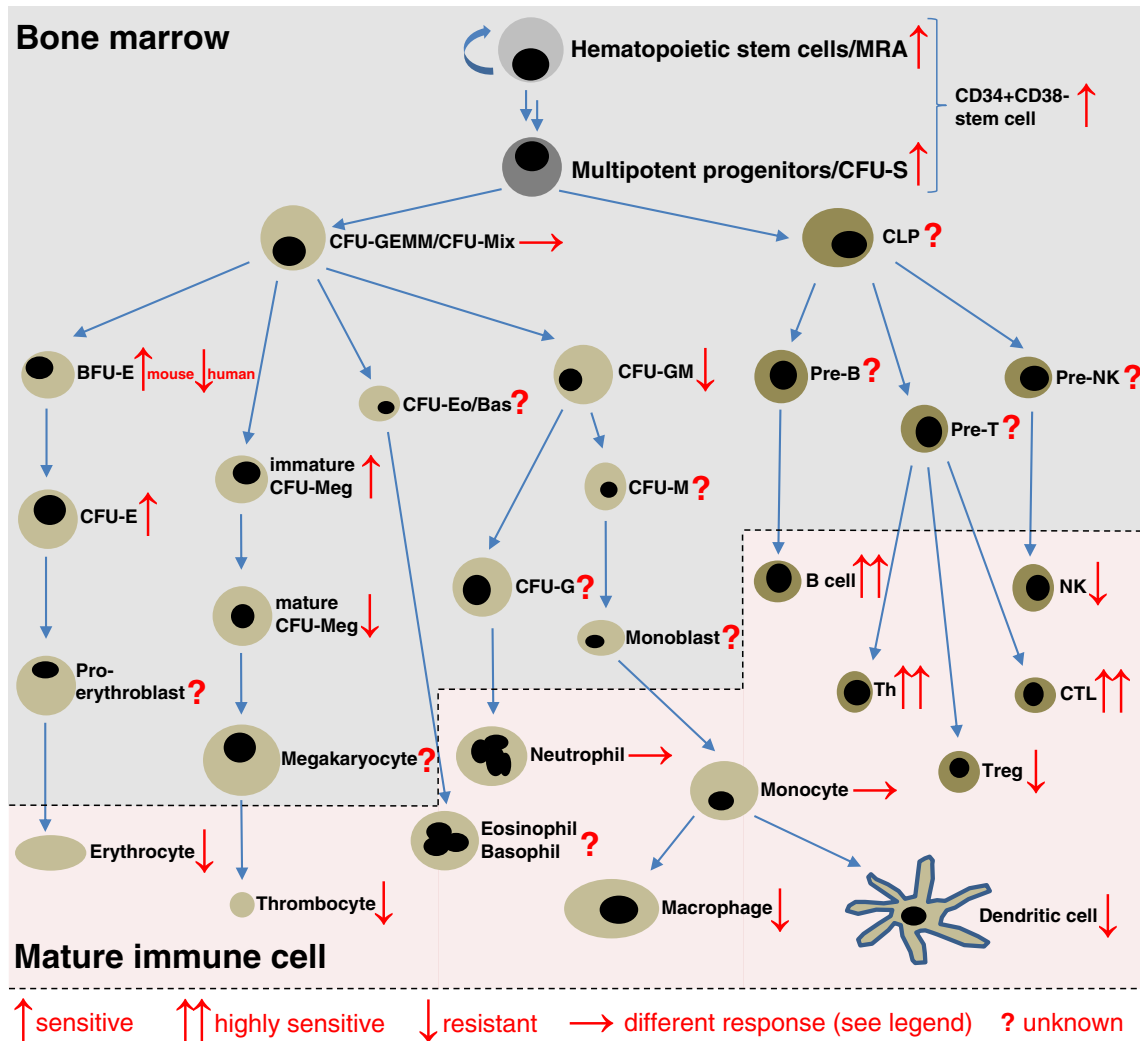 Bone marrow
Hematopoietic stem cells/MRA
CD34+CD38-
stem cell
Multipotent progenitors/CFU-S
CFU-GEMM/CFU-Mix
CLP ?
BFU-E mouse human
CFU-GM
Pre-B ?
Pre-NK ?
CFU-Eo/Bas ?
Pre-T ?
immature
CFU-Meg
CFU-M ?
CFU-E
B cell
NK
CFU-G ?
mature
CFU-Meg
Monoblast ?
Pro-
erythroblast ?
Th
CTL
Megakaryocyte ?
Neutrophil
Treg
Monocyte
Erythrocyte
Eosinophil
Basophil ?
Thrombocyte
Macrophage
Dendritic cell
Mature immune cell
sensitive highly sensitive resistant different response (see legend) ? unknown